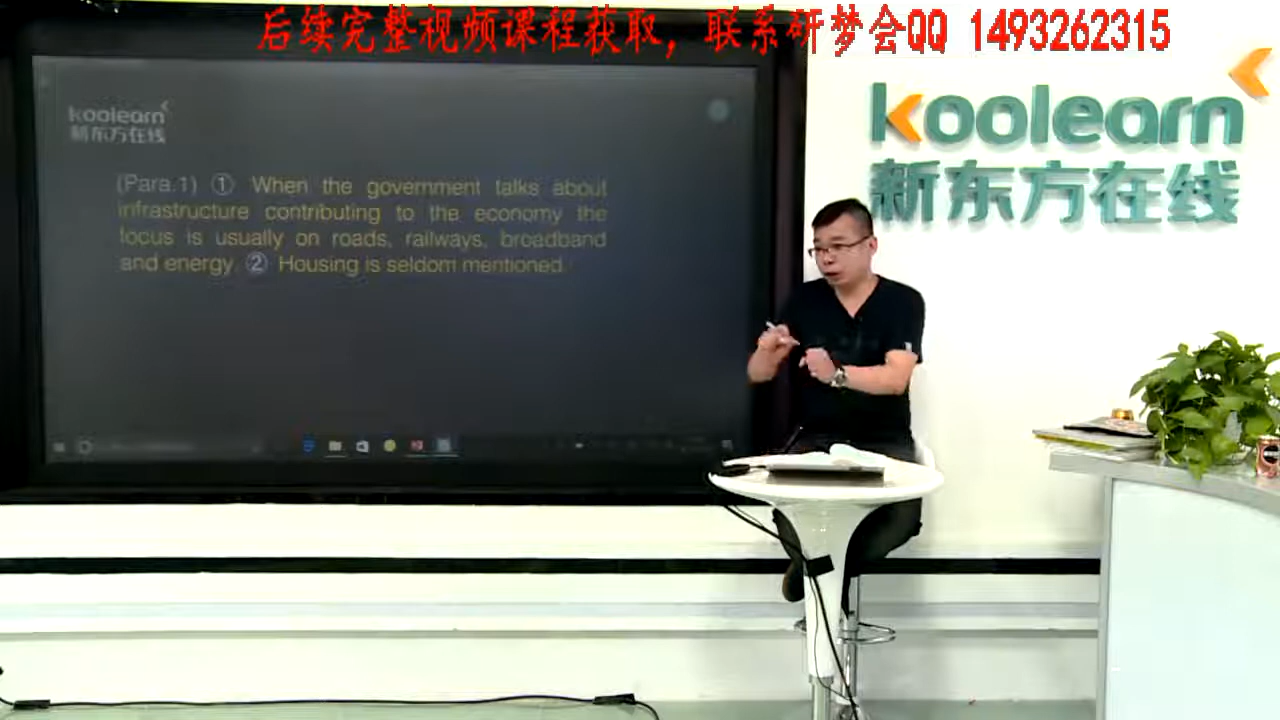 后续完整视频课程获取，联系研梦会QQ 1493262315
koolearn
新东方在线
koolearn
新东方在线
(Para.1) ① When the government talks about
infrastructure contributing to the economy the
focus is usually on roads, railways, broadband
and energy. ② Housing is seldom mentioned.